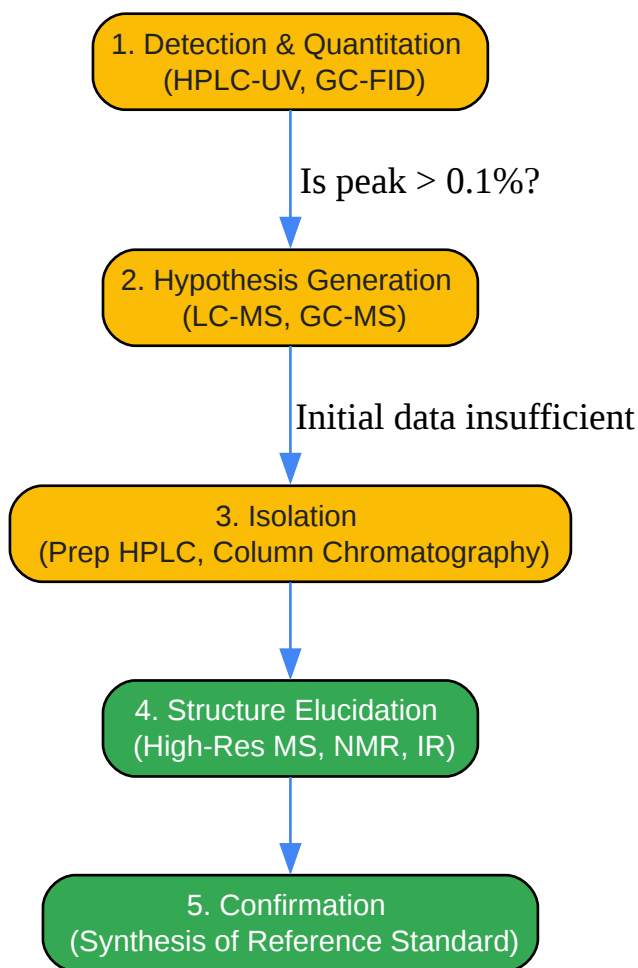 1. Detection & Quantitation
(HPLC-UV, GC-FID)
Is peak > 0.1%?
2. Hypothesis Generation
(LC-MS, GC-MS)
Initial data insufficient
3. Isolation
(Prep HPLC, Column Chromatography)
4. Structure Elucidation
(High-Res MS, NMR, IR)
5. Confirmation
(Synthesis of Reference Standard)